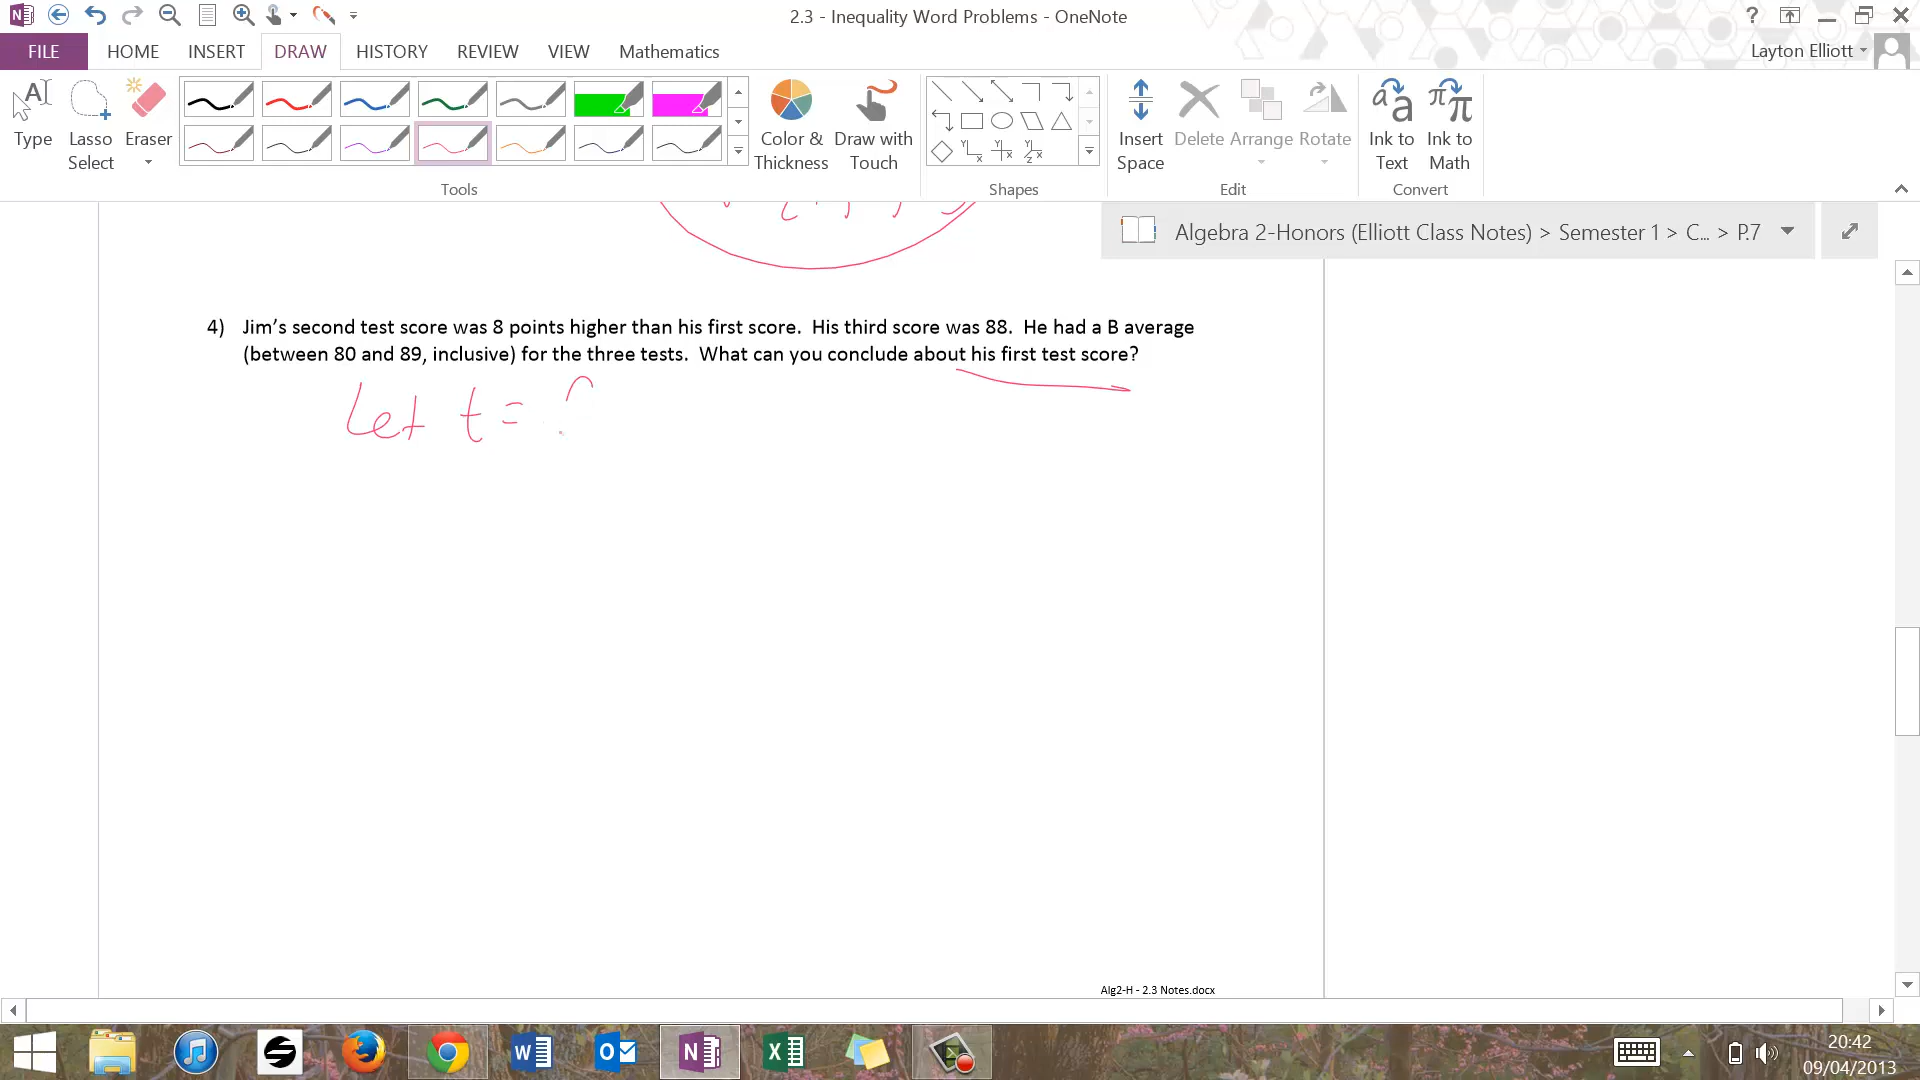 2.3 - Inequality Word Problems - OneNote
FILE HOME INSERT DRAW HISTORY REVIEW VIEW Mathematics
Layton Elliott
Type
Lasso Select
Eraser
Color & Thickness
Draw with Touch
Insert Space
Delete
Arrange
Rotate
Ink to Text
Ink to Math
Tools Shapes Edit Convert
Algebra 2-Honors (Elliott Class Notes) > Semester 1 > C... > P.7
4) Jim’s second test score was 8 points higher than his first score. His third score was 88. He had a B average
(between 80 and 89, inclusive) for the three tests. What can you conclude about his first test score?
Let t =
Alg2-H - 2.3 Notes.docx
20:42
09/04/2013